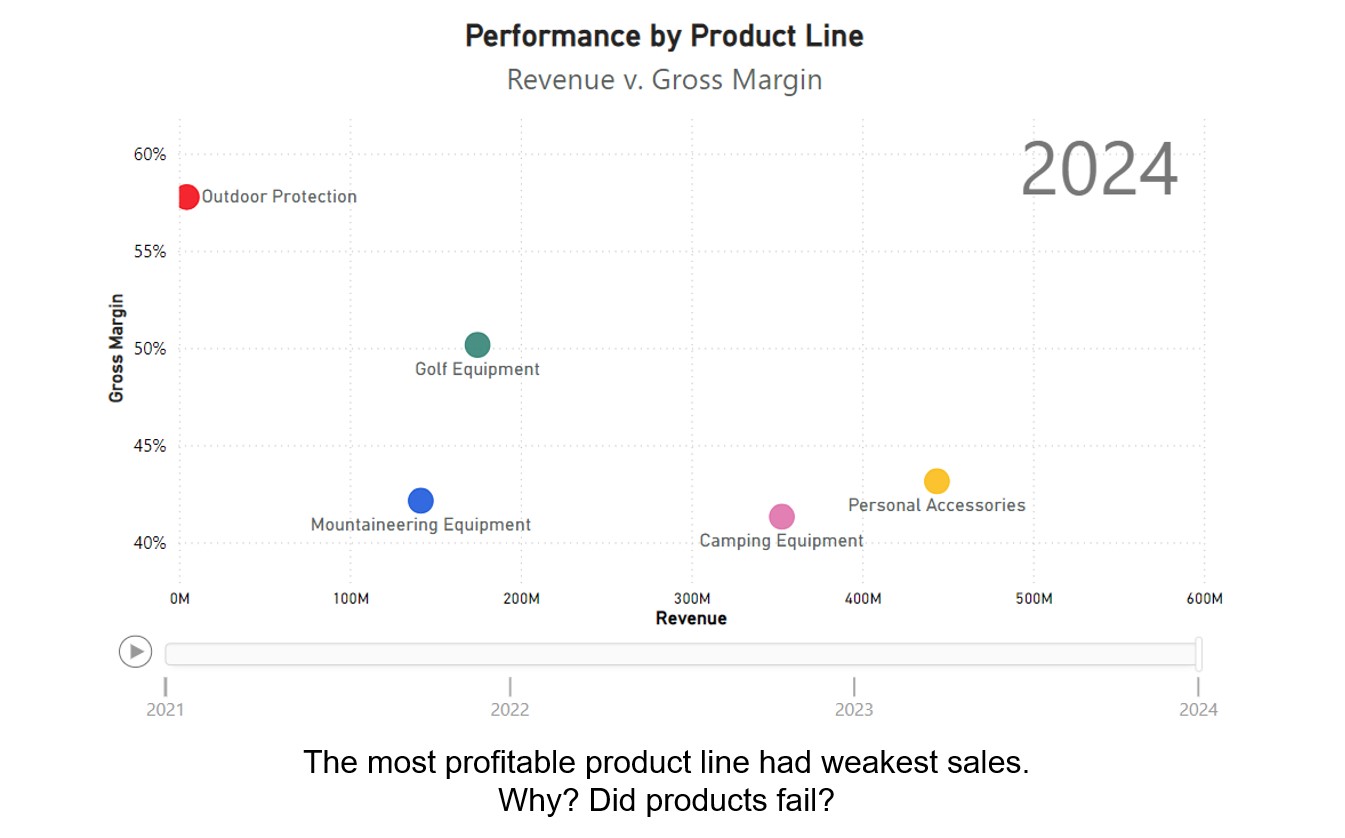 Performance by Product Line
Revenue v. Gross Margin
2024
60%
Outdoor Protection
55%
50%
Golf Equipment
45%
Personal Accessories
Mountaineering Equipment
Camping Equipment
40%
Gross Margin
0M 100M 200M 300M 400M 500M 600M
Revenue
2021 2022 2023 2024
The most profitable product line had weakest sales.
Why? Did products fail?